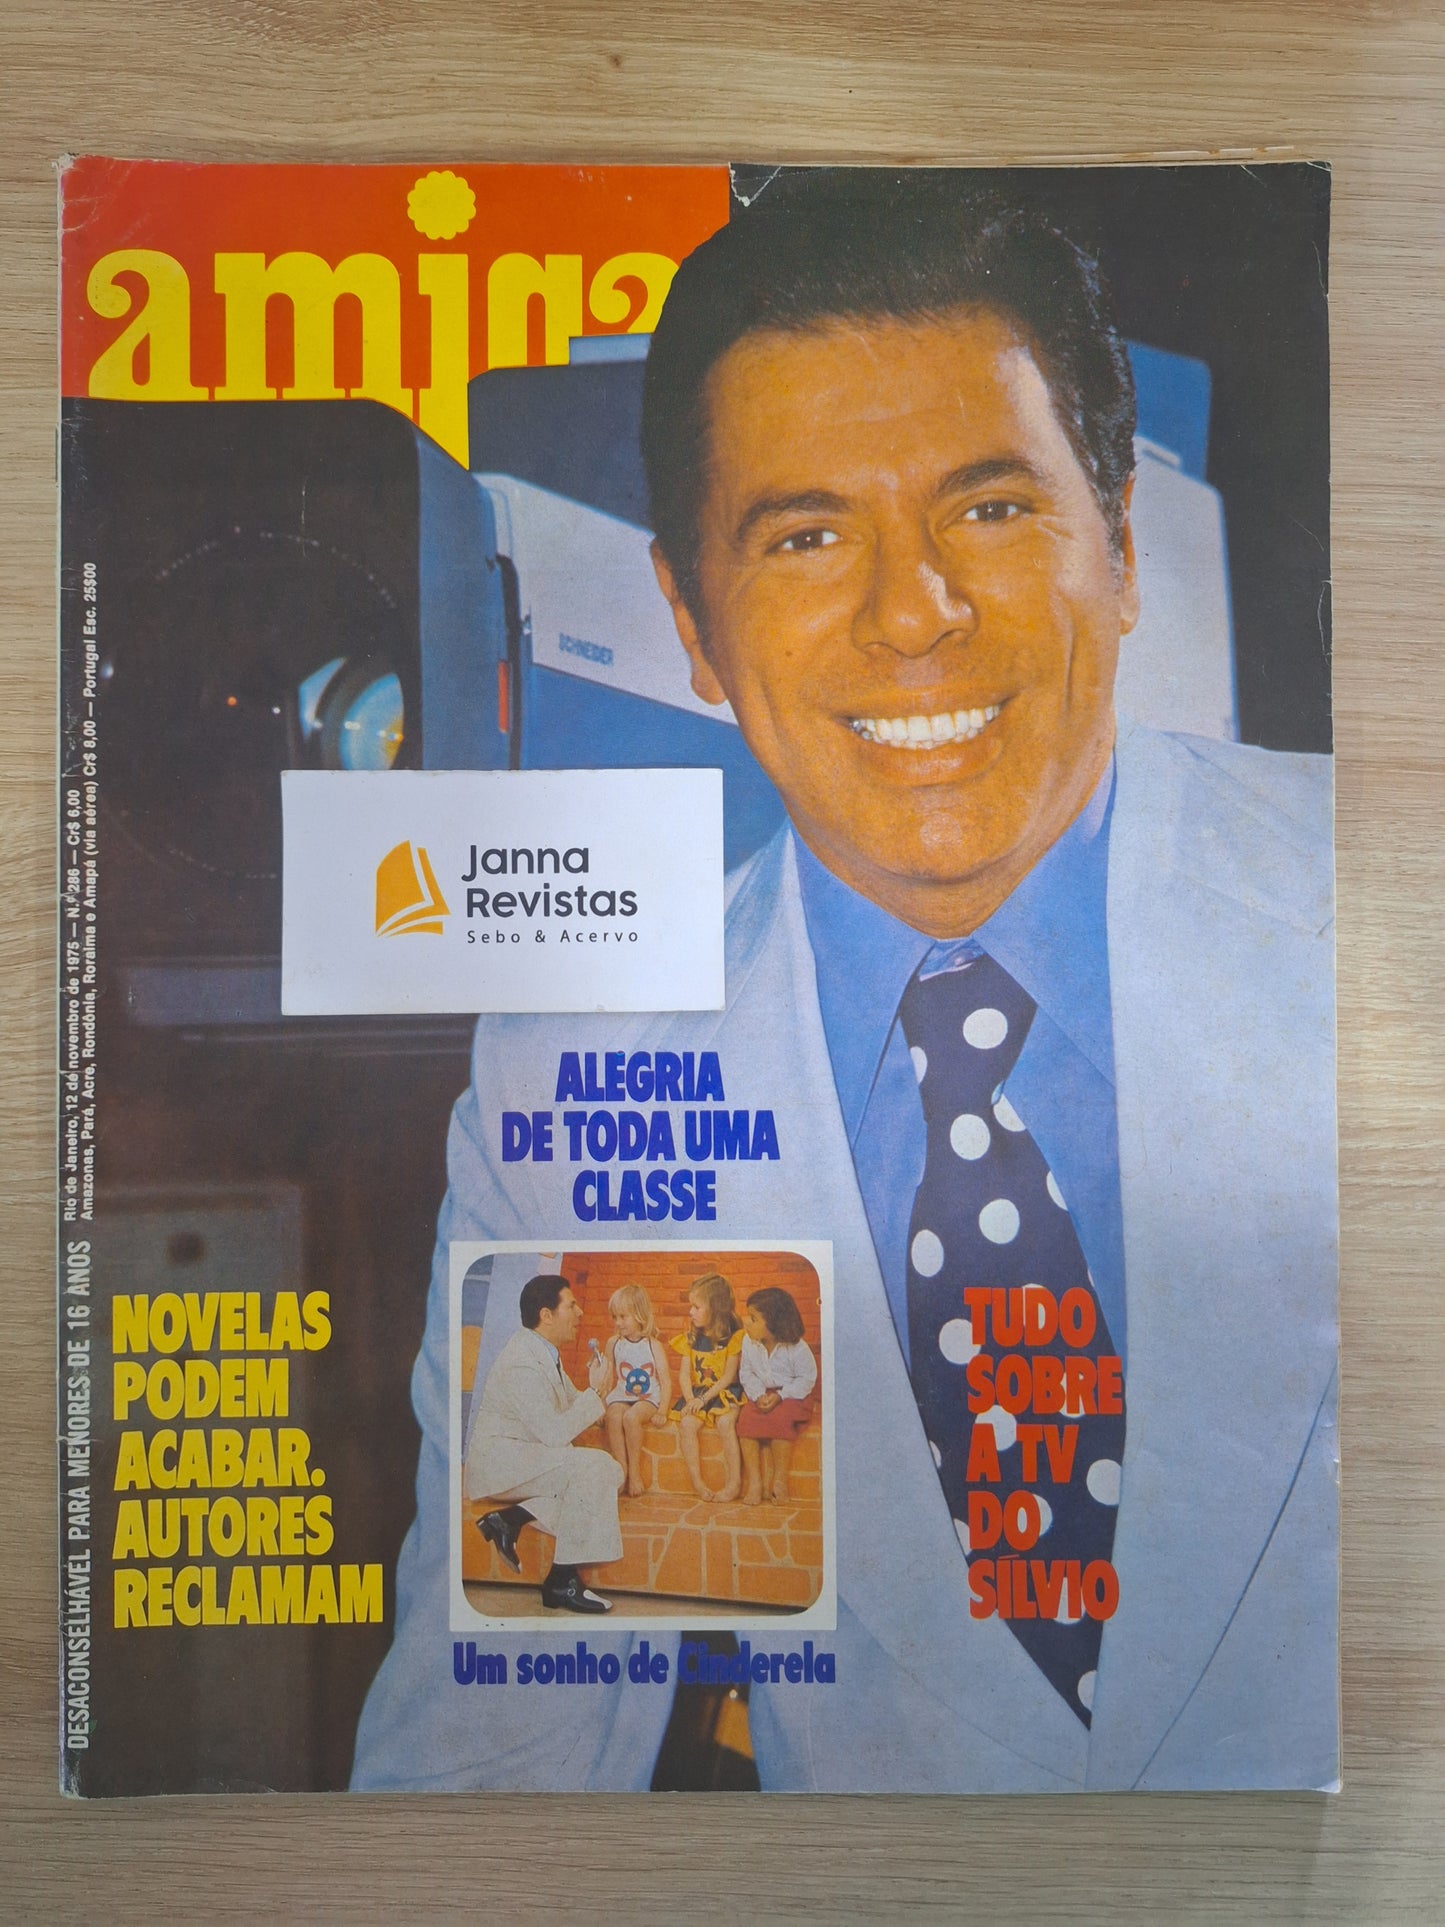 amiga
SCHNEIDER
Rio de Janeiro, 12 de novembro de 1975 — N.º 286 — Cr$ 6,00
Amazonas, Pará, Acre, Rondônia, Roraima e Amapá (via aérea) Cr$ 8,00 — Portugal Esc. 25$00
DESACONSELHÁVEL PARA MENORES DE 16 ANOS
Janna
Revistas
Sebo & Acervo
ALEGRIA
DE TODA UMA
CLASSE
NOVELAS
PODEM
ACABAR.
AUTORES
RECLAMAM
TUDO
SOBRE
A TV
DO
SÍLVIO
Um sonho de Cinderela